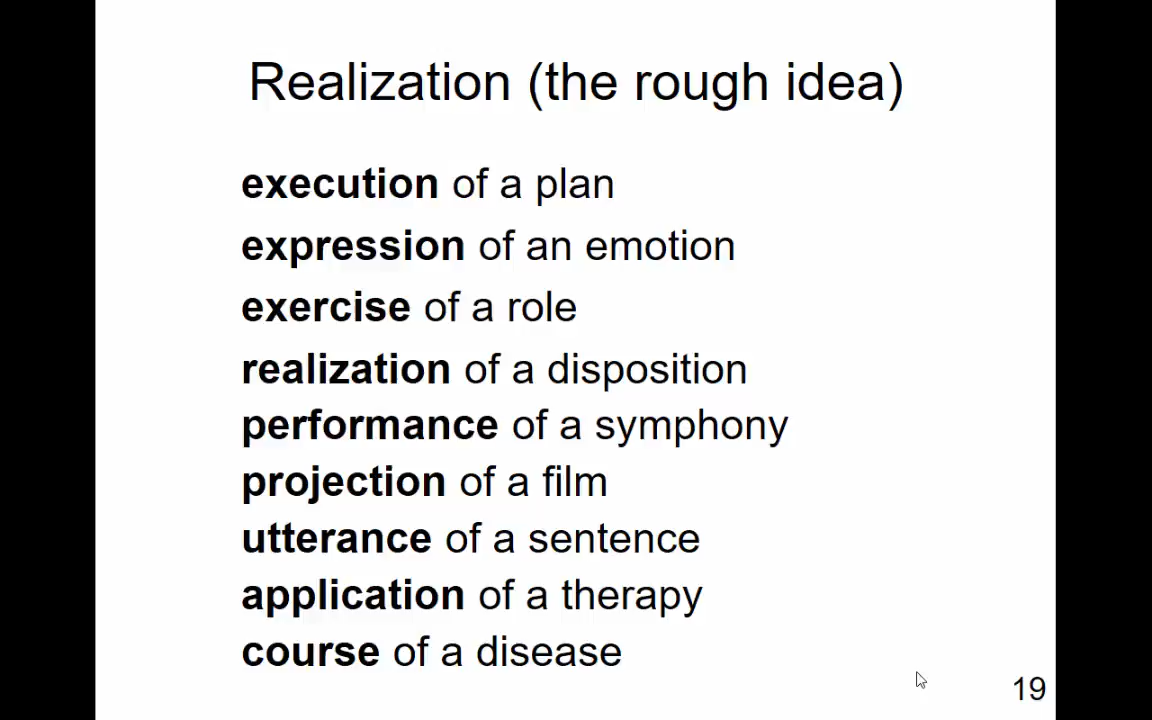 Realization (the rough idea)
execution of a plan
expression of an emotion
exercise of a role
realization of a disposition
performance of a symphony
projection of a film
utterance of a sentence
application of a therapy
course of a disease
19